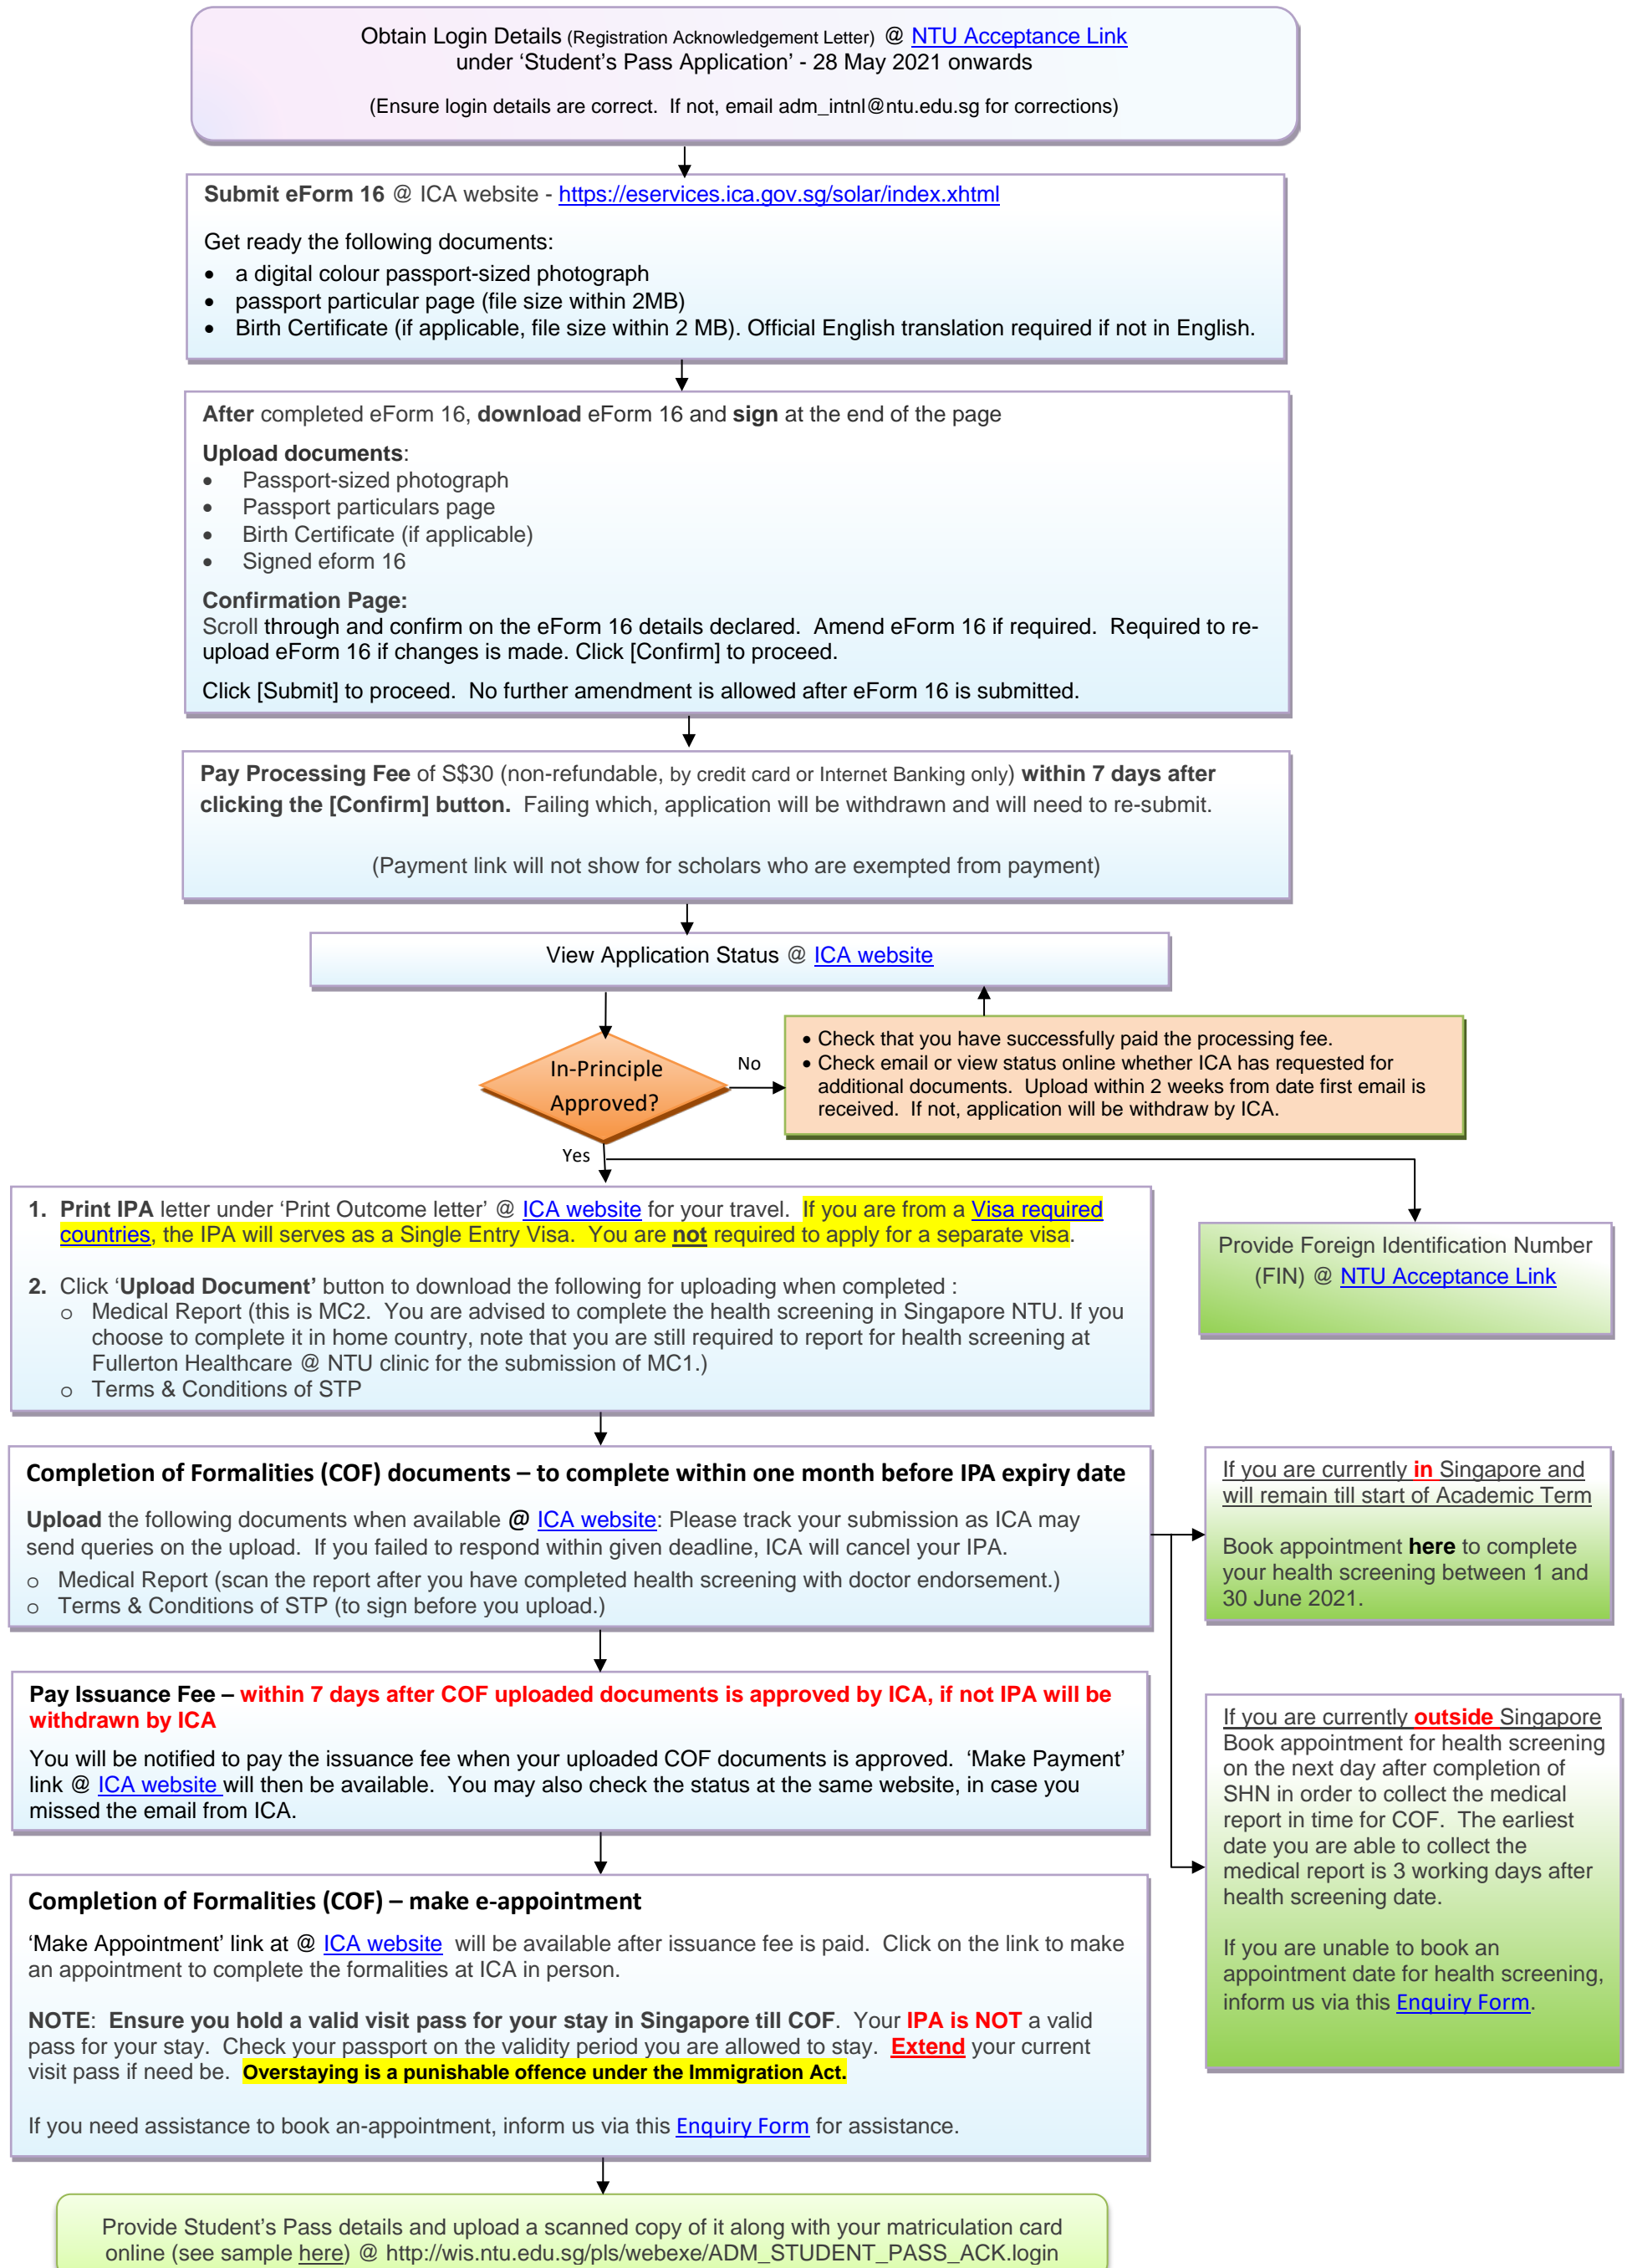 Obtain Login Details (Registration Acknowledgement Letter) @ NTU Acceptance Link
under ‘Student’s Pass Application’ - 28 May 2021 onwards
(Ensure login details are correct. If not, email adm_intnl@ntu.edu.sg for corrections)
Submit eForm 16 @ ICA website - https://eservices.ica.gov.sg/solar/index.xhtml
Get ready the following documents:
• a digital colour passport-sized photograph
• passport particular page (file size within 2MB)
• Birth Certificate (if applicable, file size within 2 MB). Official English translation required if not in English.
After completed eForm 16, download eForm 16 and sign at the end of the page
Upload documents:
• Passport-sized photograph
• Passport particulars page
• Birth Certificate (if applicable)
• Signed eform 16
Confirmation Page:
Scroll through and confirm on the eForm 16 details declared. Amend eForm 16 if required. Required to re-
upload eForm 16 if changes is made. Click [Confirm] to proceed.
Click [Submit] to proceed. No further amendment is allowed after eForm 16 is submitted.
Pay Processing Fee of S$30 (non-refundable, by credit card or Internet Banking only) within 7 days after
clicking the [Confirm] button. Failing which, application will be withdrawn and will need to re-submit.
(Payment link will not show for scholars who are exempted from payment)
View Application Status @ ICA website
In-Principle
Approved?
No
• Check that you have successfully paid the processing fee.
• Check email or view status online whether ICA has requested for
additional documents. Upload within 2 weeks from date first email is
received. If not, application will be withdraw by ICA.
Yes
1. Print IPA letter under ‘Print Outcome letter’ @ ICA website for your travel. If you are from a Visa required
countries, the IPA will serves as a Single Entry Visa. You are not required to apply for a separate visa.
2. Click ‘Upload Document’ button to download the following for uploading when completed :
o Medical Report (this is MC2. You are advised to complete the health screening in Singapore NTU. If you
choose to complete it in home country, note that you are still required to report for health screening at
Fullerton Healthcare @ NTU clinic for the submission of MC1.)
o Terms & Conditions of STP
Provide Foreign Identification Number
(FIN) @ NTU Acceptance Link
Completion of Formalities (COF) documents – to complete within one month before IPA expiry date
Upload the following documents when available @ ICA website: Please track your submission as ICA may
send queries on the upload. If you failed to respond within given deadline, ICA will cancel your IPA.
o Medical Report (scan the report after you have completed health screening with doctor endorsement.)
o Terms & Conditions of STP (to sign before you upload.)
If you are currently in Singapore and
will remain till start of Academic Term
Book appointment here to complete
your health screening between 1 and
30 June 2021.
Pay Issuance Fee – within 7 days after COF uploaded documents is approved by ICA, if not IPA will be
withdrawn by ICA
You will be notified to pay the issuance fee when your uploaded COF documents is approved. ‘Make Payment’
link @ ICA website will then be available. You may also check the status at the same website, in case you
missed the email from ICA.
If you are currently outside Singapore
Book appointment for health screening
on the next day after completion of
SHN in order to collect the medical
report in time for COF. The earliest
date you are able to collect the
medical report is 3 working days after
health screening date.
If you are unable to book an
appointment date for health screening,
inform us via this Enquiry Form.
Completion of Formalities (COF) – make e-appointment
‘Make Appointment’ link at @ ICA website will be available after issuance fee is paid. Click on the link to make
an appointment to complete the formalities at ICA in person.
NOTE: Ensure you hold a valid visit pass for your stay in Singapore till COF. Your IPA is NOT a valid
pass for your stay. Check your passport on the validity period you are allowed to stay. Extend your current
visit pass if need be. Overstaying is a punishable offence under the Immigration Act.
If you need assistance to book an-appointment, inform us via this Enquiry Form for assistance.
Provide Student’s Pass details and upload a scanned copy of it along with your matriculation card
online (see sample here) @ http://wis.ntu.edu.sg/pls/webexe/ADM_STUDENT_PASS_ACK.login